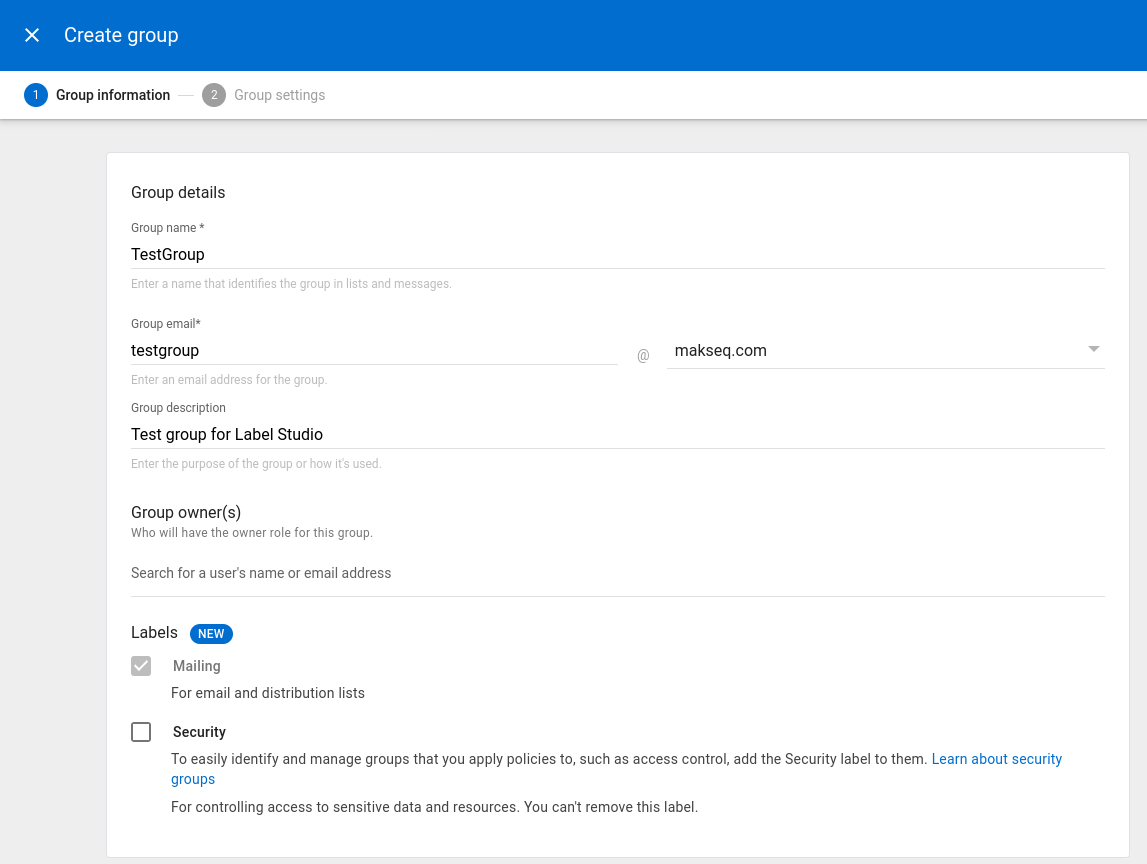 Create group
1 Group information
2 Group settings
Group details
Group name *
TestGroup
Enter a name that identifies the group in lists and messages.
Group email*
testgroup @ makseq.com
Enter an email address for the group.
Group description
Test group for Label Studio
Enter the purpose of the group or how it's used.
Group owner(s)
Who will have the owner role for this group.
Search for a user's name or email address
Labels NEW
Mailing
For email and distribution lists
Security
To easily identify and manage groups that you apply policies to, such as access control, add the Security label to them. Learn about security
groups
For controlling access to sensitive data and resources. You can't remove this label.